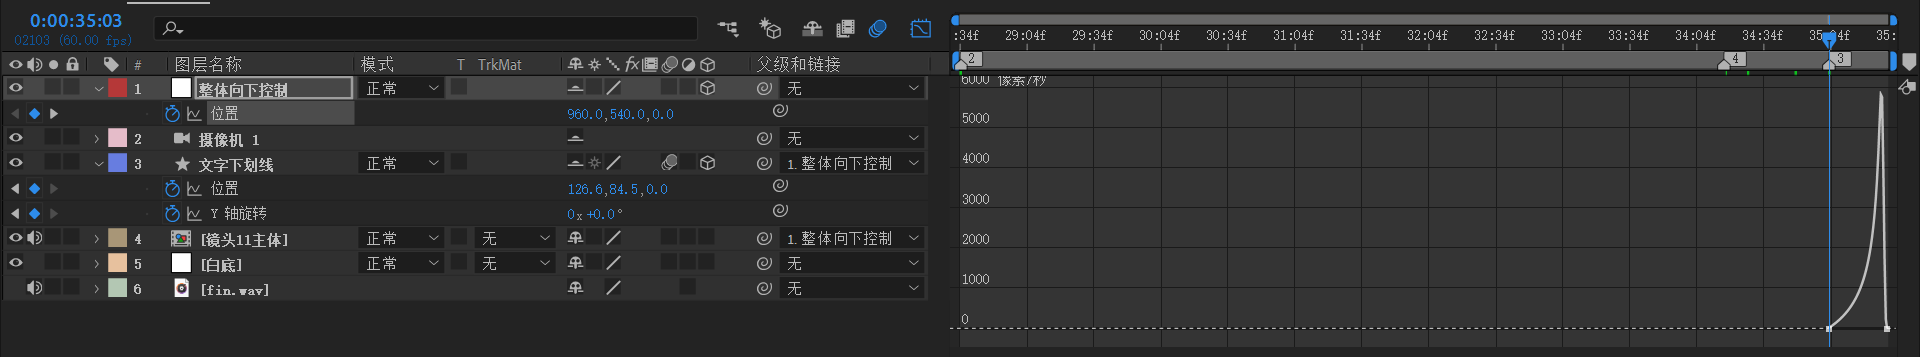 0:00:35:03
02103 (60.00 fps)
:34f 29:04f 29:34f 30:04f 30:34f 31:04f 31:34f 32:04f 32:34f 33:04f 33:34f 34:04f 34:34f 35:04f 35:
2 4 3
# 图层名称 模式 T TrkMat fx 父级和链接
1 整体向下控制 正常 无
位置 960.0,540.0,0.0
2 摄像机 1 无
3 文字下划线 正常 1. 整体向下控制
位置 126.6,84.5,0.0
Y 轴旋转 0x+0.0°
4 [镜头11主体] 正常 无 1. 整体向下控制
5 [白底] 正常 无 无
6 [fin.wav] 无
6000 像素/秒
5000
4000
3000
2000
1000
0